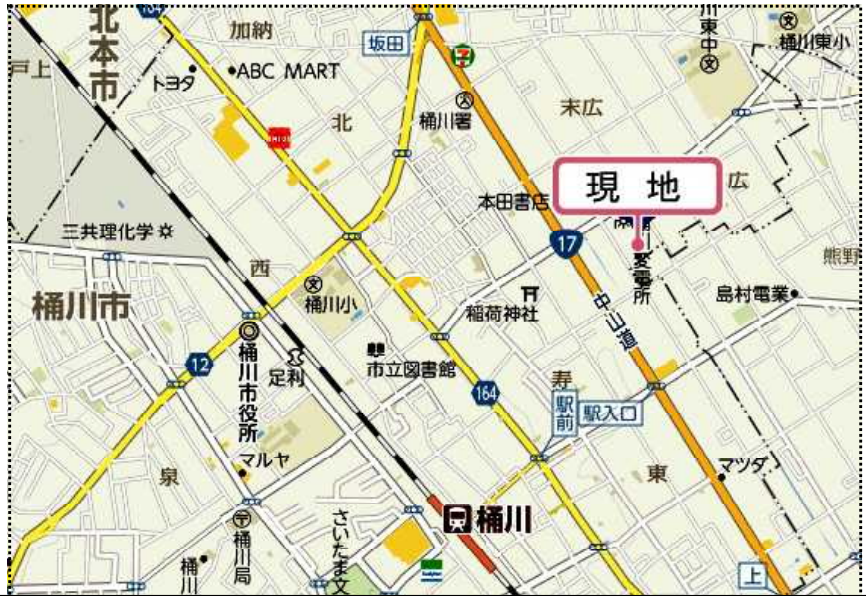 164
北本市
加納
坂田
川東中
桶川東小
戸上
トヨタ
ABC MART
北
桶川署
末広
現 地
広
本田書店
三共理化学
17
西
桶川小
川変電所
熊野
桶川市
稲荷神社
島村電業
中山道
桶川市役所
足利
市立図書館
12
164
寿
駅前
駅入口
泉
マルヤ
東
マツダ
桶川
桶川局
さいたま文
桶川
上